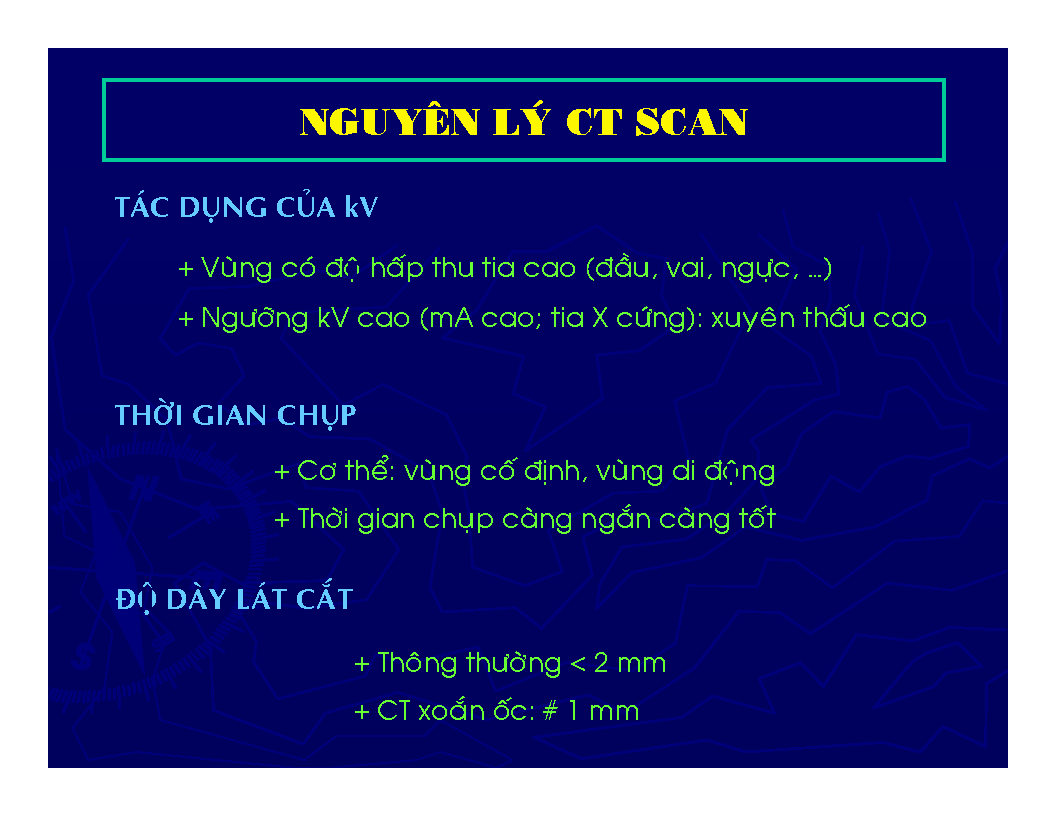 NGUYÊN LÝ CT SCAN
TÁC DỤNG CỦA kV
+ Vùng có độ hấp thu tia cao (đầu, vai, ngực, ...)
+ Ngưỡng kV cao (mA cao; tia X cứng): xuyên thấu cao
THỜI GIAN CHỤP
+ Cơ thể: vùng cố định, vùng di động
+ Thời gian chụp càng ngắn càng tốt
ĐỘ DÀY LÁT CẮT
+ Thông thường < 2 mm
+ CT xoắn ốc: # 1 mm